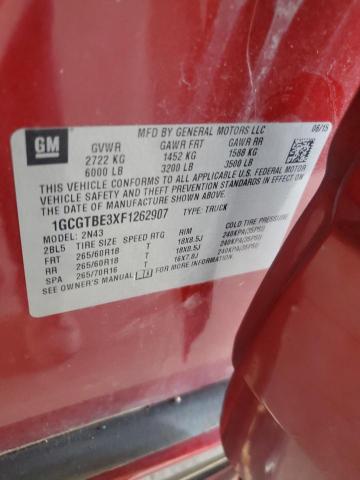 GM
MFD BY GENERAL MOTORS LLC 06/15
GVWR GAWR FRT GAWR RR
2722 KG 1452 KG 1588 KG
6000 LB 3200 LB 3500 LB
THIS VEHICLE CONFORMS TO ALL APPLICABLE U.S. FEDERAL MOTOR
VEHICLE SAFETY, BUMPER, AND THEFT PREVENTION STANDARDS IN EFFECT ON
THE DATE OF MANUFACTURE SHOWN ABOVE.
1GCGTBE3XF1262907 TYPE: TRUCK
MODEL: 2N43
2BL5 TIRE SIZE SPEED RTG RIM COLD TIRE PRESSURE
FRT 265/60R18 T 18X8.5J 240KPA(35PSI)
RR 265/60R18 T 18X8.5J 240KPA(35PSI)
SPA 265/70R16 T 16X7.0J 240KPA(35PSI)
SEE OWNER'S MANUAL